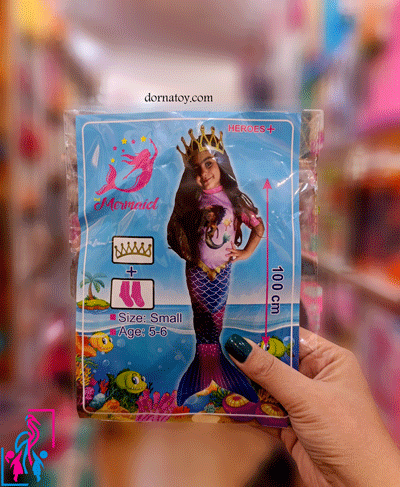 dornatoy.com
HEROES+
Mermaid
+
Size: Small
Age: 5-6
100 cm